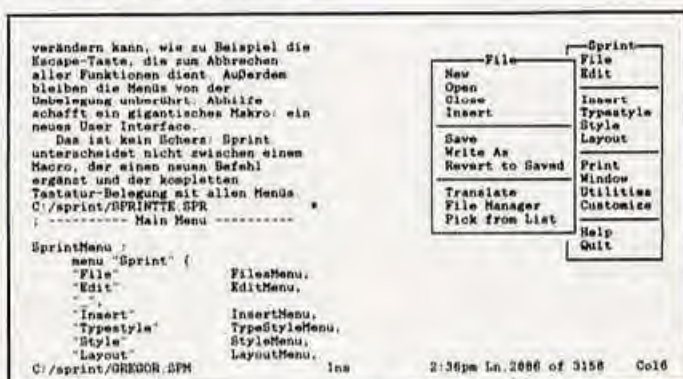 verändern kann, wie zu Beispiel die
Escape-Taste, die zum Abbrechen
aller Funktionen dient. Außerdem
bleiben die Menüs von der
Umbelegung unberührt. Abhilfe
schafft ein gigantisches Makro: ein
neues User Interface.
Das ist kein Scherz: Sprint
unterscheidet nicht zwischen einem
Macro, der einen neuen Befehl
ergänzt und der kompletten
Tastatur-Belegung mit allen Menüs
C:/sprint/SPRINTTE.SPR *
; ---------- Main Menu ----------
SprintMenu :
menu "Sprint" {
"File" FilesMenu,
"Edit" EditMenu,
"_",
"Insert" InsertMenu,
"Typestyle" TypeStyleMenu,
"Style" StyleMenu,
"Layout" LayoutMenu,
C:/sprint/GREGOR.SPM Ins 2:36pm Ln.2886 of 3158 Col6
File
New
Open
Close
Insert
Save
Write As
Revert to Saved
Translate
File Manager
Pick from List
Sprint
File
Edit
Insert
Typestyle
Style
Layout
Print
Window
Utilities
Customize
Help
Quit